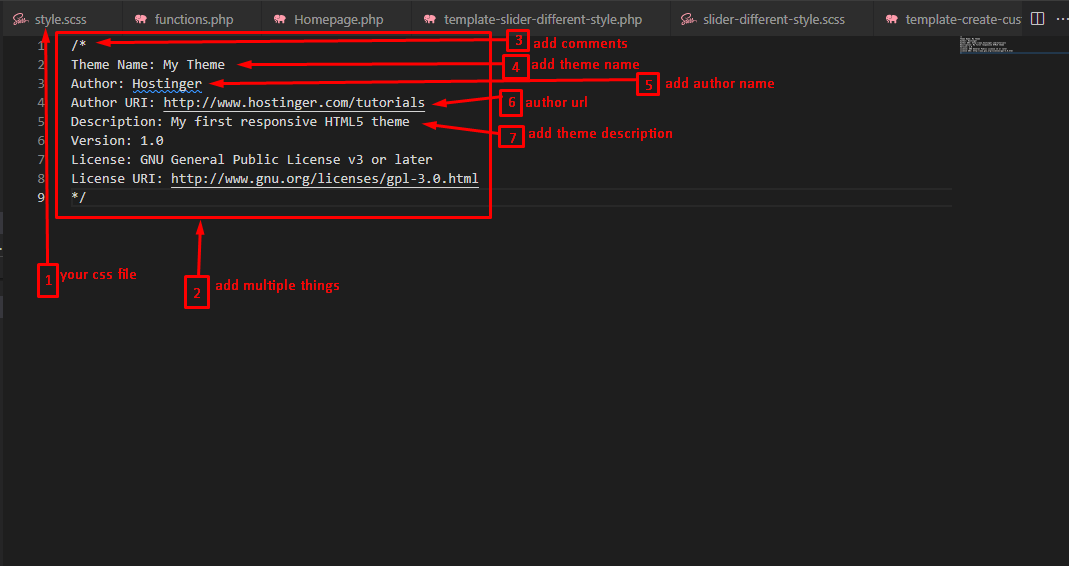 style.scss functions.php Homepage.php template-slider-different-style.php slider-different-style.scss template-create-cus
1 /* 3 add comments
2 Theme Name: My Theme 4 add theme name
3 Author: Hostinger 5 add author name
4 Author URI: http://www.hostinger.com/tutorials 6 author url
5 Description: My first responsive HTML5 theme 7 add theme description
6 Version: 1.0
7 License: GNU General Public License v3 or later
8 License URI: http://www.gnu.org/licenses/gpl-3.0.html
9 */
1 your css file
2 add multiple things